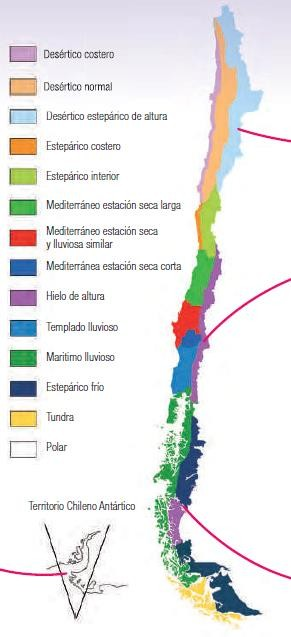 Desértico costero
Desértico normal
Desértico estepárico de altura
Estepárico costero
Estepárico interior
Mediterráneo estación seca larga
Mediterráneo estación seca
y lluviosa similar
Mediterránea estación seca corta
Hielo de altura
Templado lluvioso
Maritimo lluvioso
Estepárico frío
Tundra
Polar
Territorio Chileno Antártico